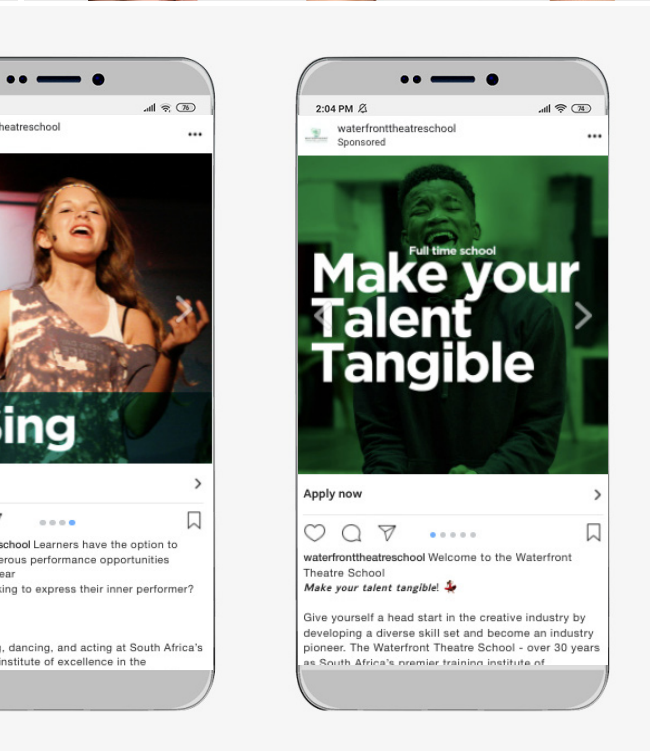 heatreschool
ing
school Learners have the option to
erous performance opportunities
ear
king to express their inner performer?
, dancing, and acting at South Africa's
institute of excellence in the
2:04 PM
74
waterfronttheatreschool
Sponsored
Full time school
Make your
Talent
Tangible
Apply now
waterfronttheatreschool Welcome to the Waterfront
Theatre School
Make your talent tangible!
Give yourself a head start in the creative industry by
developing a diverse skill set and become an industry
pioneer. The Waterfront Theatre School - over 30 years
as South Africa's premier training institute of